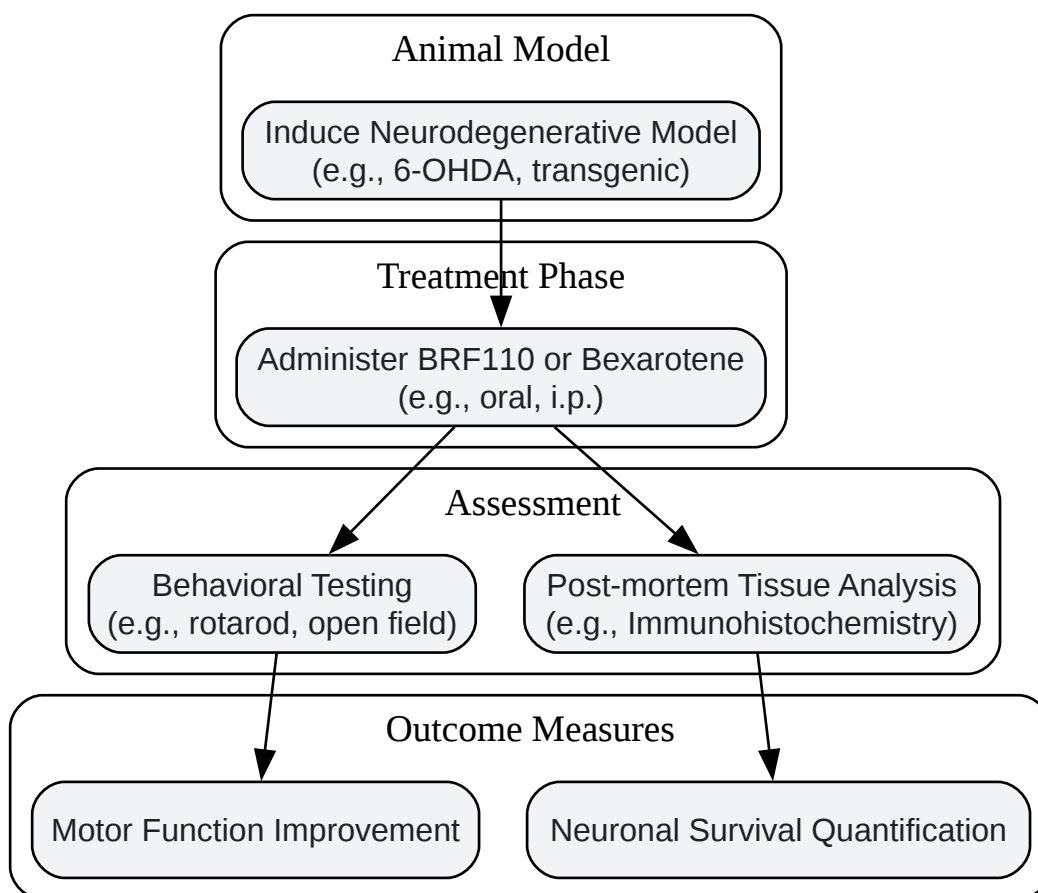 Animal Model
Induce Neurodegenerative Model
(e.g., 6-OHDA, transgenic)
Treatment Phase
Administer BRF110 or Bexarotene
(e.g., oral, i.p.)
Assessment
Behavioral Testing
(e.g., rotarod, open field)
Post-mortem Tissue Analysis
(e.g., Immunohistochemistry)
Outcome Measures
Motor Function Improvement
Neuronal Survival Quantification